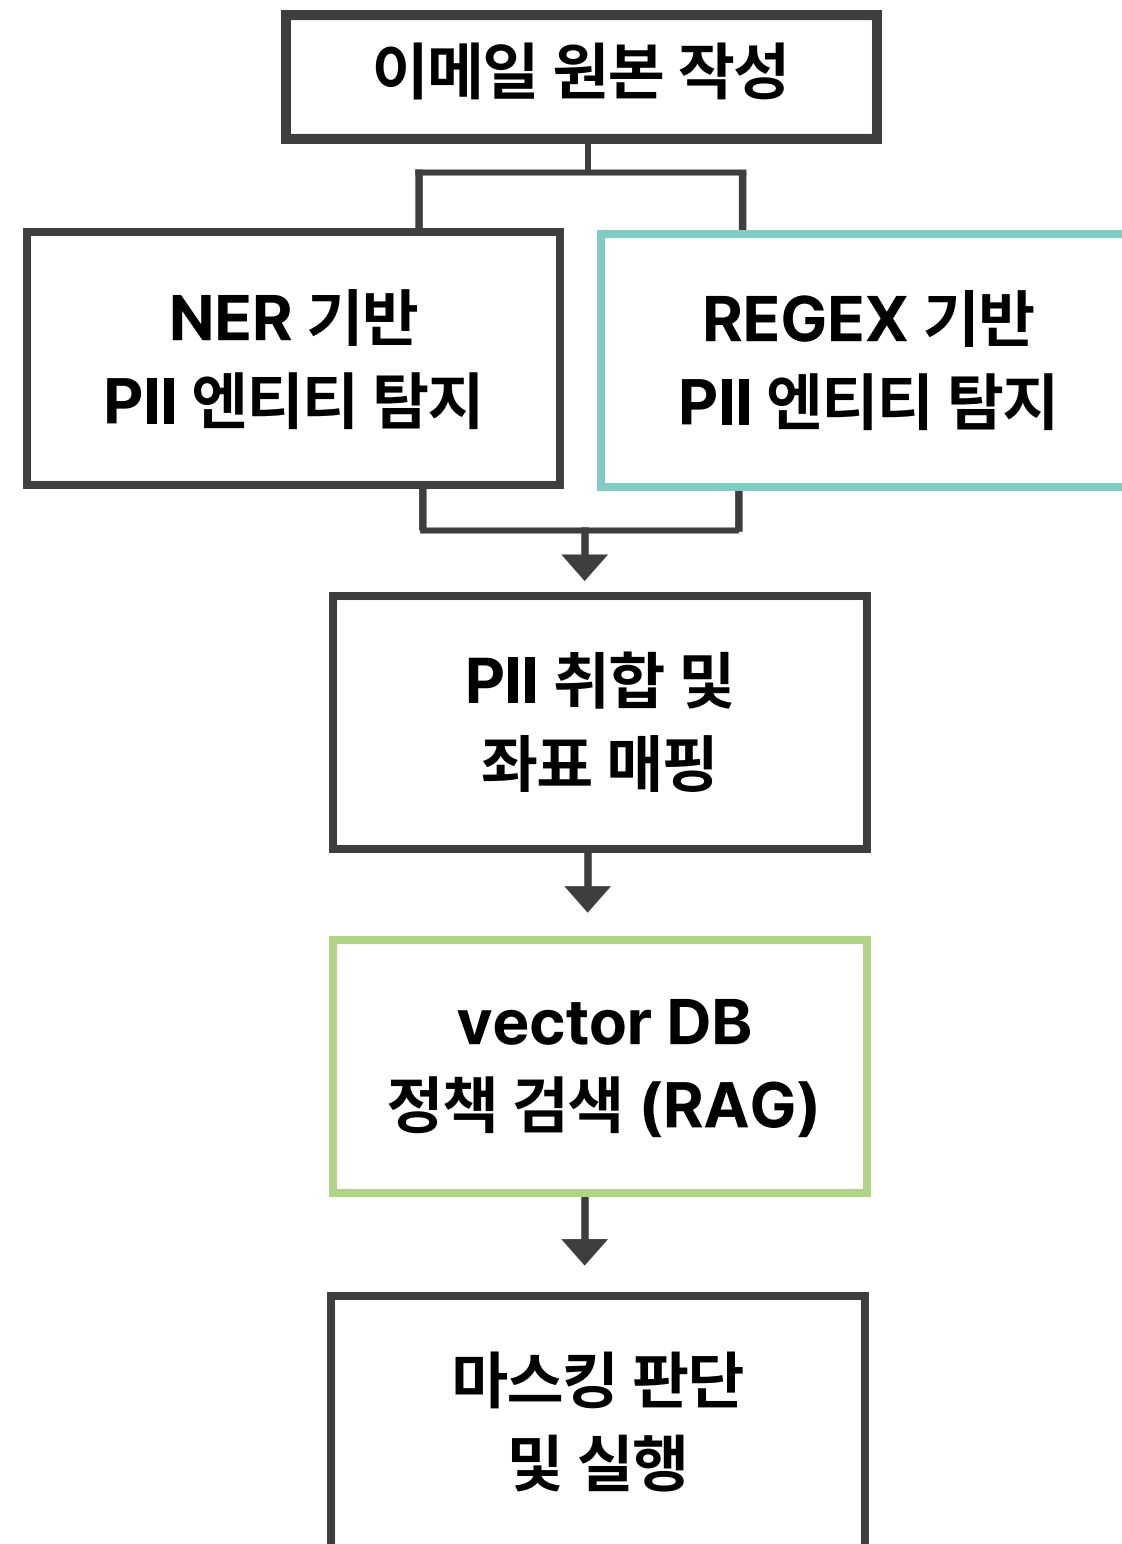 이메일 원본 작성
NER 기반
PII 엔티티 탐지
REGEX 기반
PII 엔티티 탐지
PII 취합 및
좌표 매핑
vector DB
정책 검색 (RAG)
마스킹 판단
및 실행